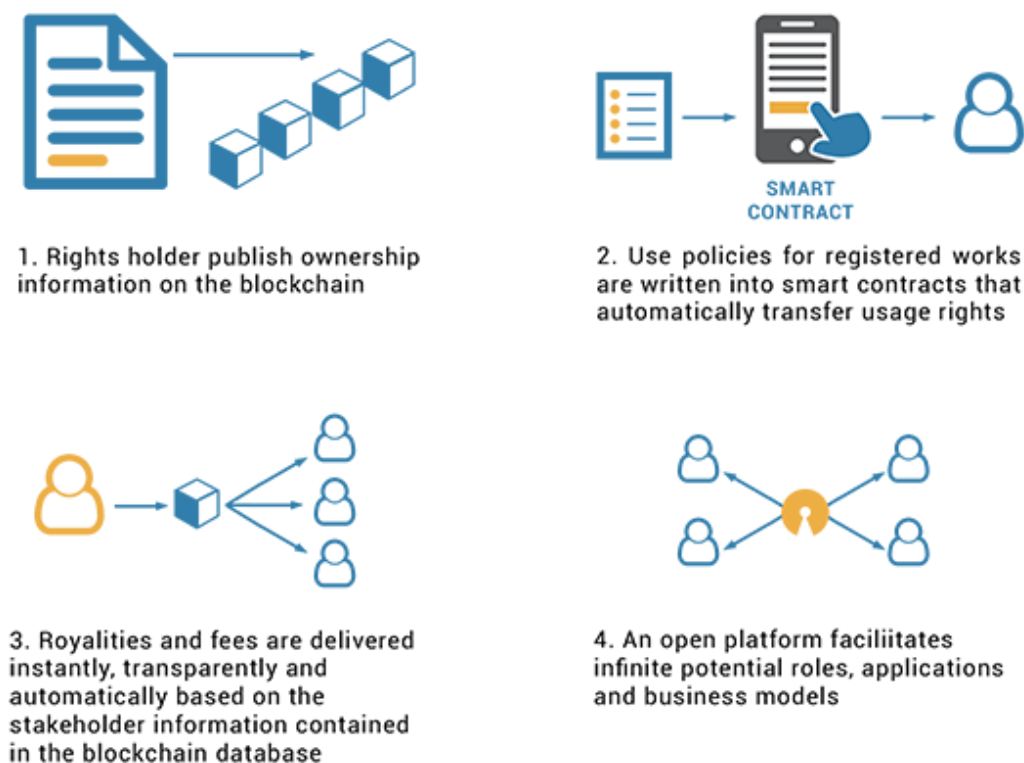 SMART
CONTRACT
1. Rights holder publish ownership
information on the blockchain
2. Use policies for registered works
are written into smart contracts that
automatically transfer usage rights
3. Royalities and fees are delivered
instantly, transparently and
automatically based on the
stakeholder information contained
in the blockchain database
4. An open platform faciliitates
infinite potential roles, applications
and business models